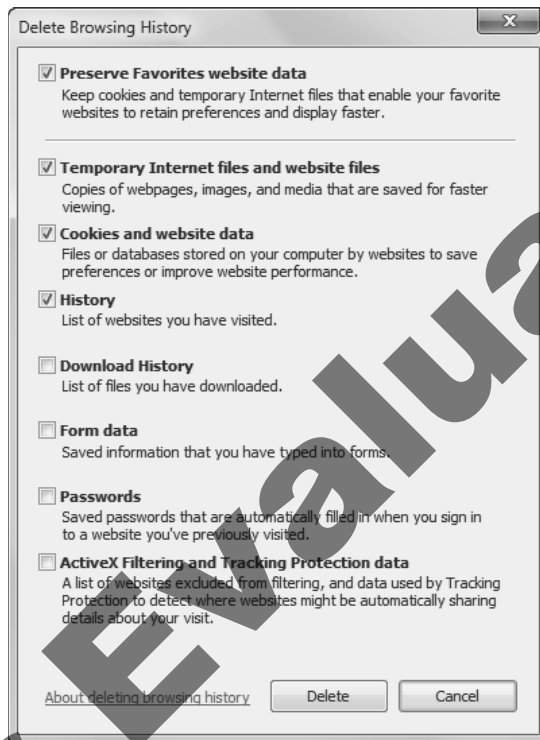 Delete Browsing History
Preserve Favorites website data
Keep cookies and temporary Internet files that enable your favorite
websites to retain preferences and display faster.
Temporary Internet files and website files
Copies of webpages, images, and media that are saved for faster
viewing.
Cookies and website data
Files or databases stored on your computer by websites to save
preferences or improve website performance.
History
List of websites you have visited.
Download History
List of files you have downloaded.
Form data
Saved information that you have typed into forms.
Passwords
Saved passwords that are automatically filled in when you sign in
to a website you've previously visited.
ActiveX Filtering and Tracking Protection data
A list of websites excluded from filtering, and data used by Tracking
Protection to detect where websites might be automatically sharing
details about your visit.
About deleting browsing history
Delete
Cancel
Evalua